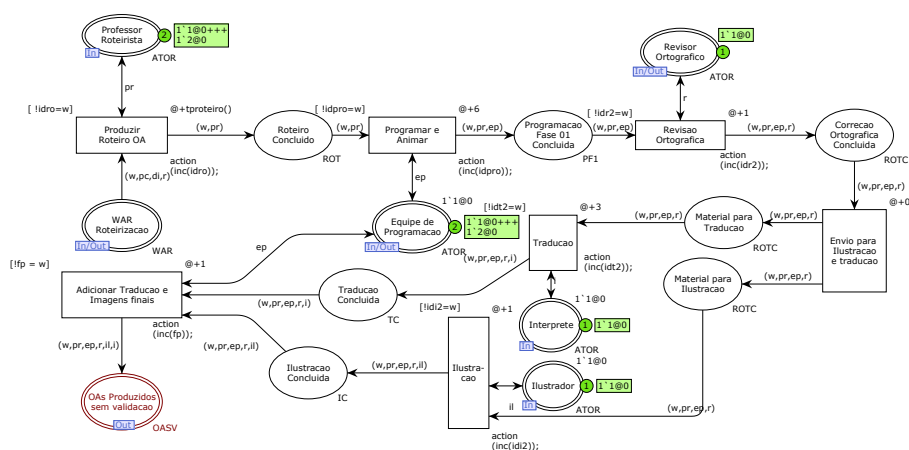 Professor
Roteirista
In
2
1`1@0+++
1`2@0
ATOR
pr
[ !idro=w]
@+tproteiro()
Produzir
Roteiro OA
action
(inc(idro));
(w,pr)
(w,pc,di,r)
WAR
Roteirizacao
In/Out
WAR
Roteiro
Concluido
ROT
[ !idpro=w]
(w,pr)
@+6
Programar e
Animar
action
(inc(idpro));
(w,pr,ep)
ep
1`1@0
Equipe de
Programacao
In/Out
2
1`1@0+++
1`2@0
ATOR
Programacao
Fase 01
Concluida
PF1
[ !idr2=w]
(w,pr,ep)
Revisor
Ortografico
In/Out
1`1@0
1
ATOR
r
@+1
Revisao
Ortografica
action
(inc(idr2));
(w,pr,ep,r)
Correcao
Ortografica
Concluida
ROTC
(w,pr,ep,r)
@+0
Envio para
Ilustracao
e traducao
(w,pr,ep,r)
Material para
Traducao
ROTC
(w,pr,ep,r)
Material para
Ilustracao
ROTC
(w,pr,ep,r)
(w,pr,ep,r)
[!idt2=w]
@+3
Traducao
action
(inc(idt2));
(w,pr,ep,r,i)
i
1`1@0
Interprete
In
1
1`1@0
ATOR
1`1@0
Ilustrador
In
1
1`1@0
ATOR
il
[!idi2=w]
@+1
Ilustra-
cao
action
(inc(idi2));
(w,pr,ep,r,il)
Ilustracao
Concluida
IC
(w,pr,ep,r,il)
Traducao
Concluida
TC
(w,pr,ep,r,i)
ep
[!fp = w]
@+1
Adicionar Traducao e
Imagens finais
action
(inc(fp));
(w,pr,ep,r,il,i)
OAs Produzidos
sem validacao
Out
OASV